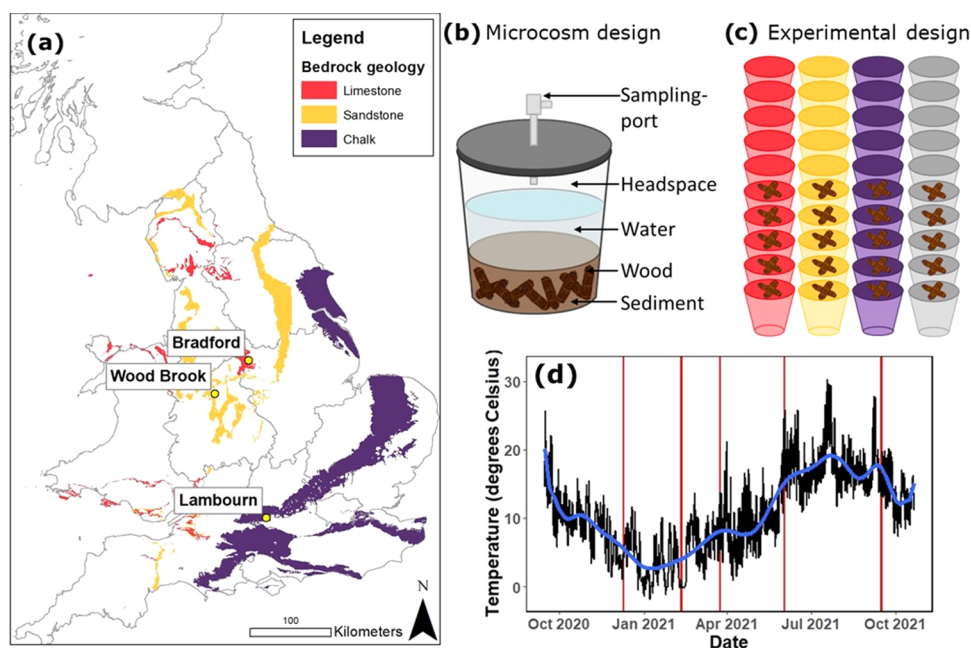 (a)
Legend
Bedrock geology
Limestone
Sandstone
Chalk
Bradford
Wood Brook
Lambourn
N
100
Kilometers
(b) Microcosm design
Sampling-
port
Headspace
Water
Wood
Sediment
(c) Experimental design
(d)
Temperature (degrees Celsius)
30
20
10
0
Oct 2020 Jan 2021 Apr 2021 Jul 2021 Oct 2021
Date